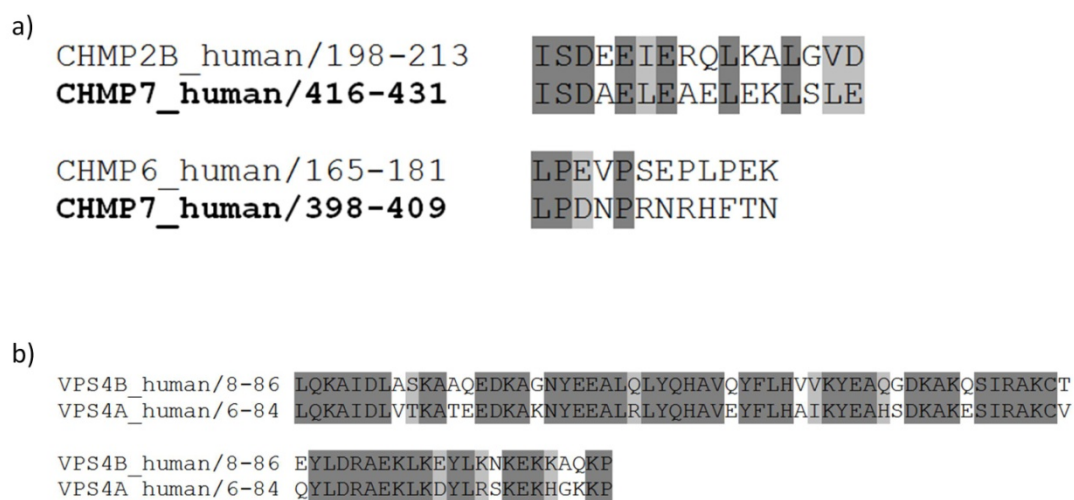 a)
CHMP2B_human/198-213 ISDEEIERQLKALGVD
CHMP7_human/416-431 ISDAELEAELEKLSLE
CHMP6_human/165-181 LPEVPSEPLPEK
CHMP7_human/398-409 LPDNPRNRHFTN
b)
VPS4B_human/8-86 LQKAIDLASKAAQEDKAGNYEEALQLYQHAVQYFLHVVKYEAQGDKAKQSIRAKCT
VPS4A_human/6-84 LQKAIDLVTKATEEDKAKNYEEALRLYQHAVEYFLHAIKYEAHSDKAKESIRAKCV
VPS4B_human/8-86 EYLDRAEKLKEYLKNKEKKAQKP
VPS4A_human/6-84 QYLDRAEKLKDYLRSKEKHGKKP